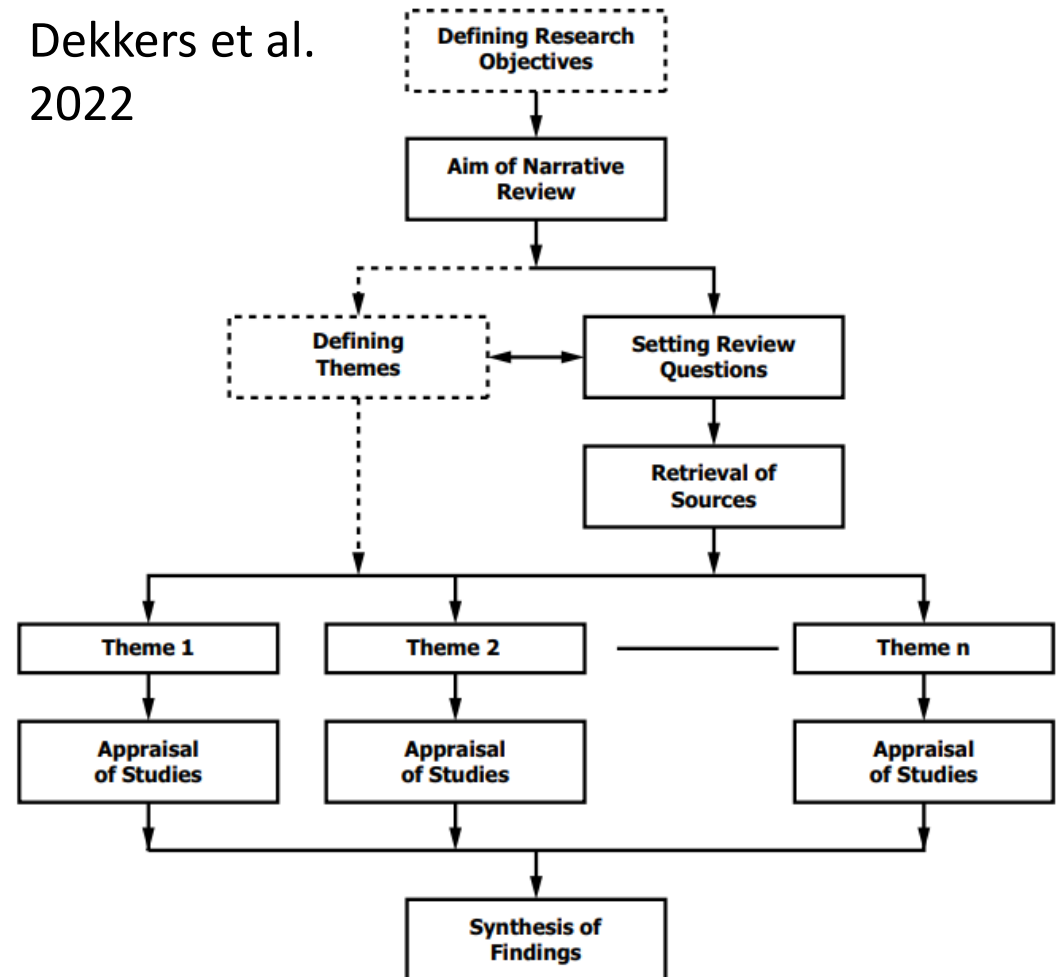 Dekkers et al.
2022
Defining Research
Objectives
Aim of Narrative
Review
Defining
Themes
Setting Review
Questions
Retrieval of
Sources
Theme 1
Theme 2
Theme n
Appraisal
of Studies
Appraisal
of Studies
Appraisal
of Studies
Synthesis of
Findings